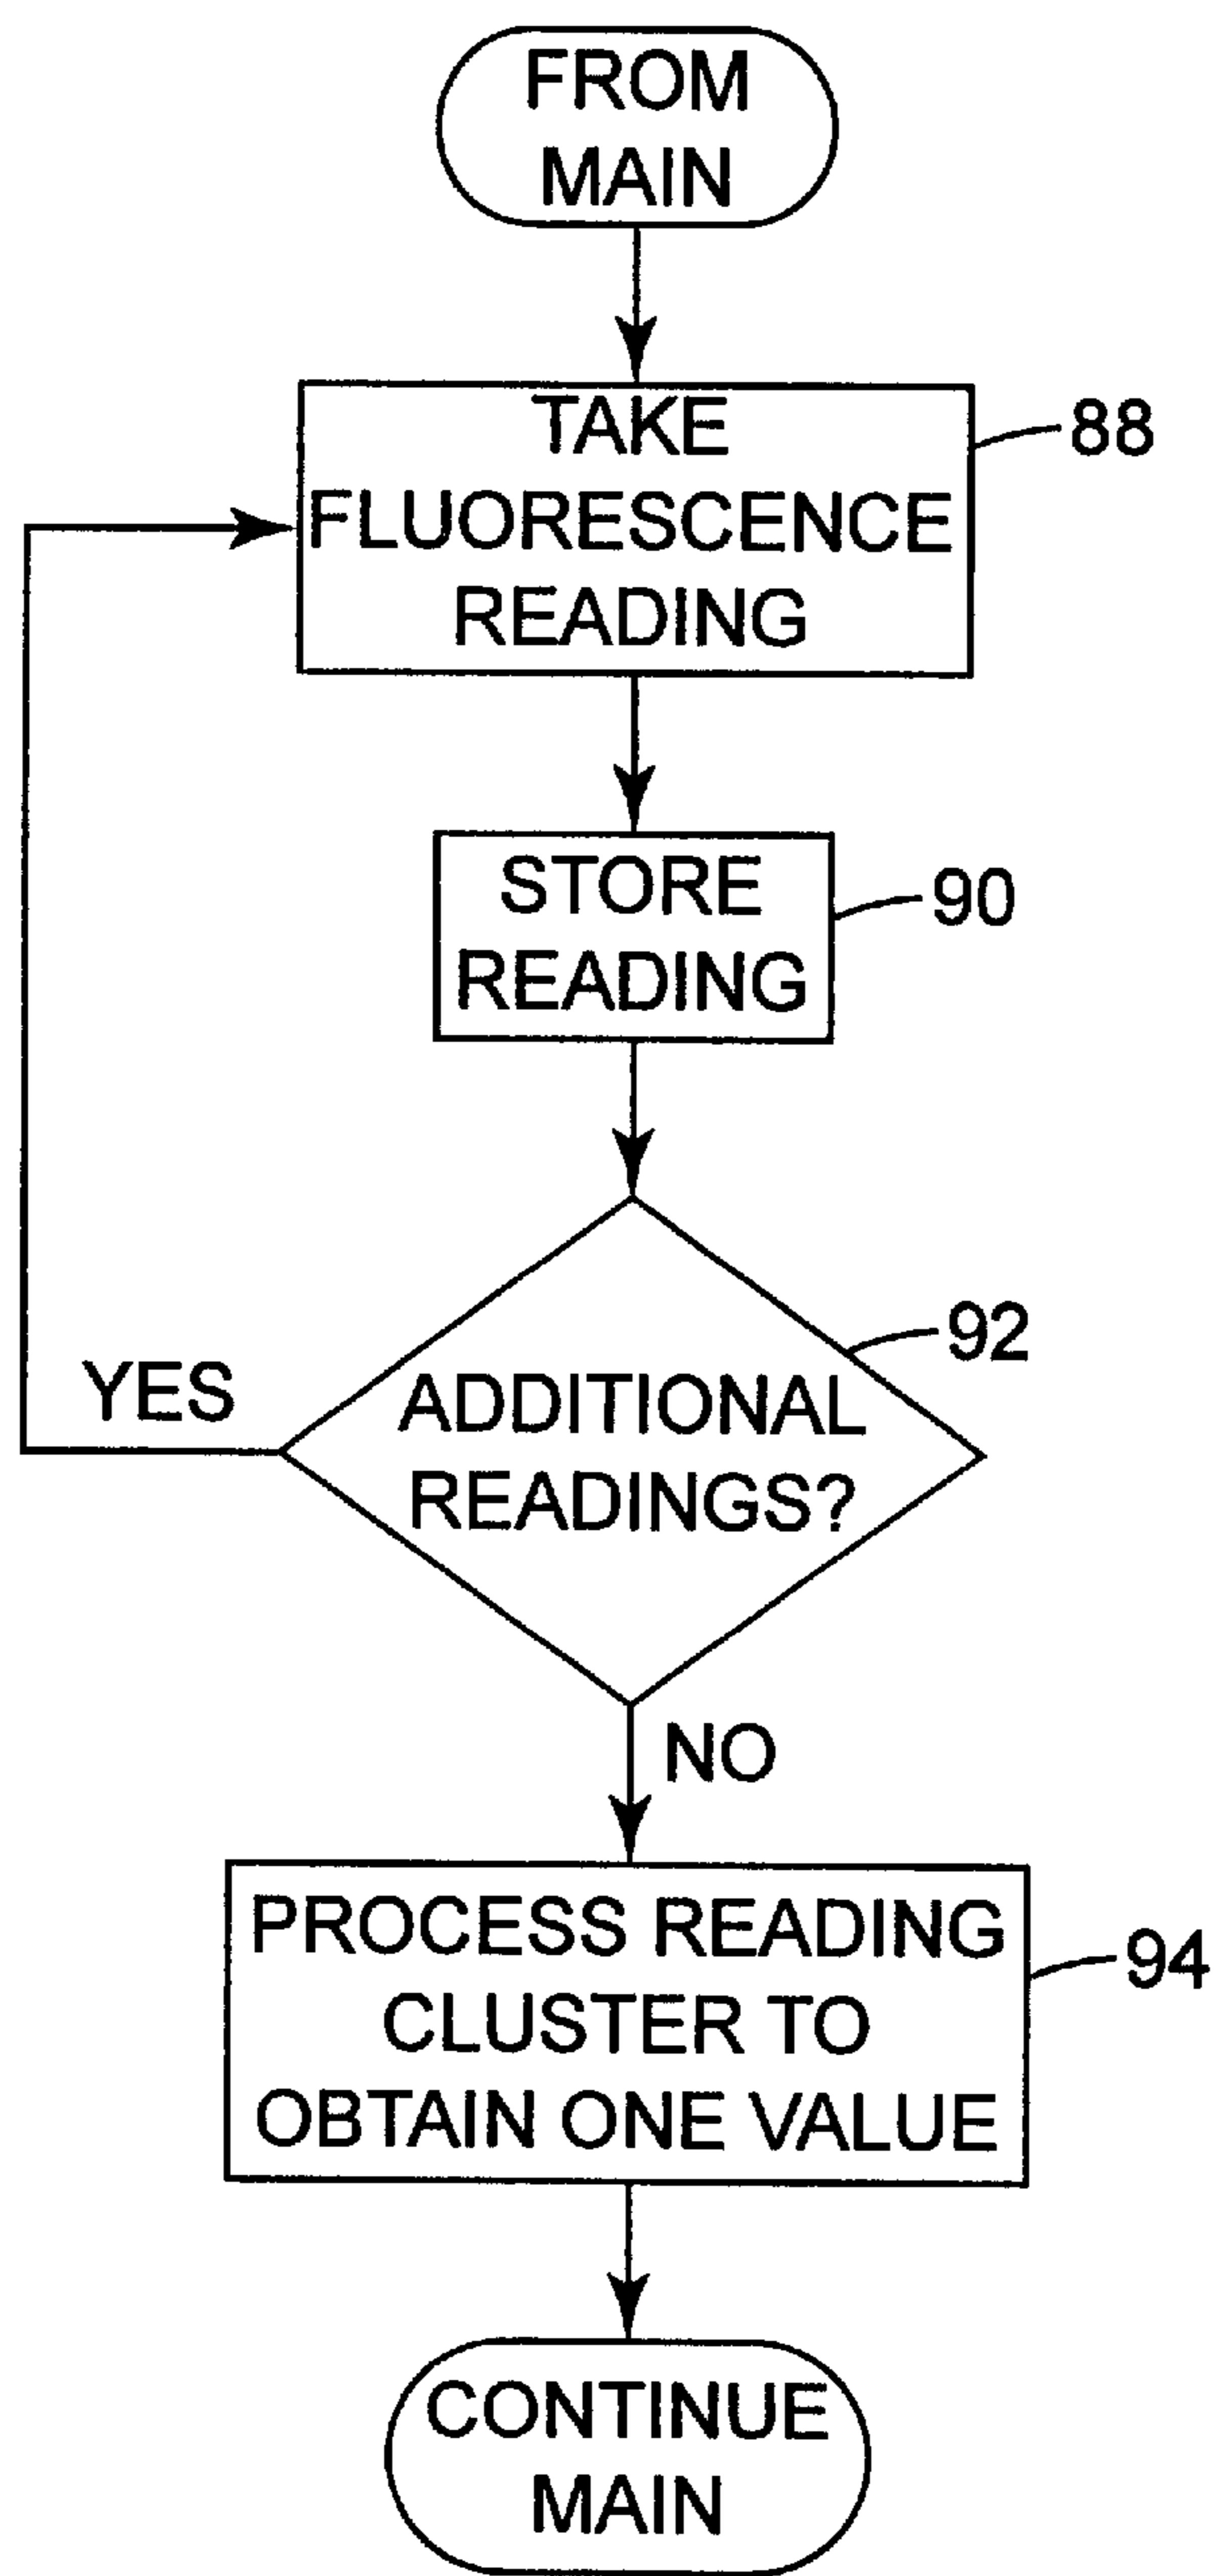 FROM
MAIN
TAKE
FLUORESCENCE
READING
88
STORE
READING
90
92
ADDITIONAL
READINGS?
YES
NO
PROCESS READING
CLUSTER TO
OBTAIN ONE VALUE
94
CONTINUE
MAIN